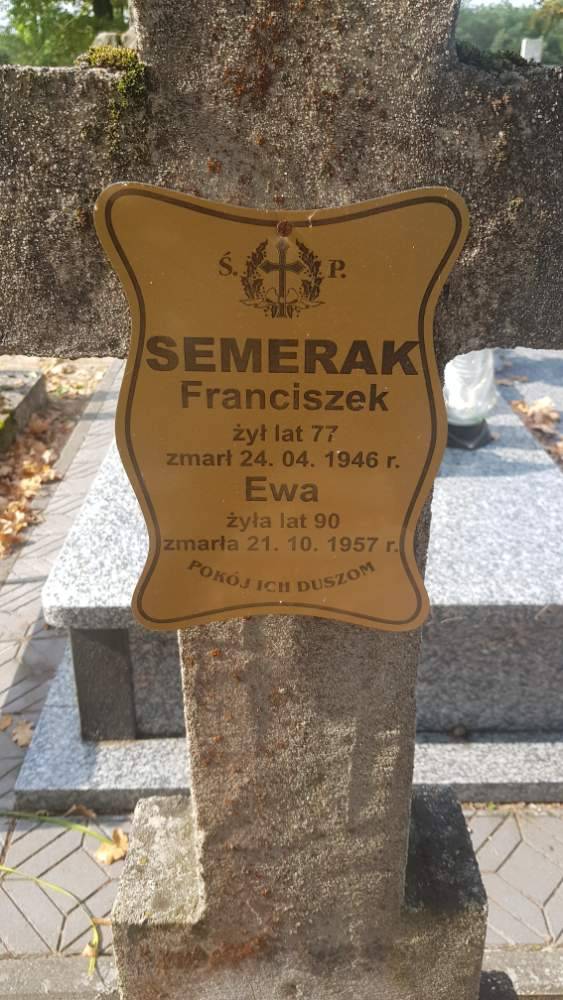 Ś. P.
SEMERAK
Franciszek
żył lat 77
zmarł 24. 04. 1946 r.
Ewa
żyła lat 90
zmarła 21. 10. 1957 r.
POKÓJ ICH DUSZOM